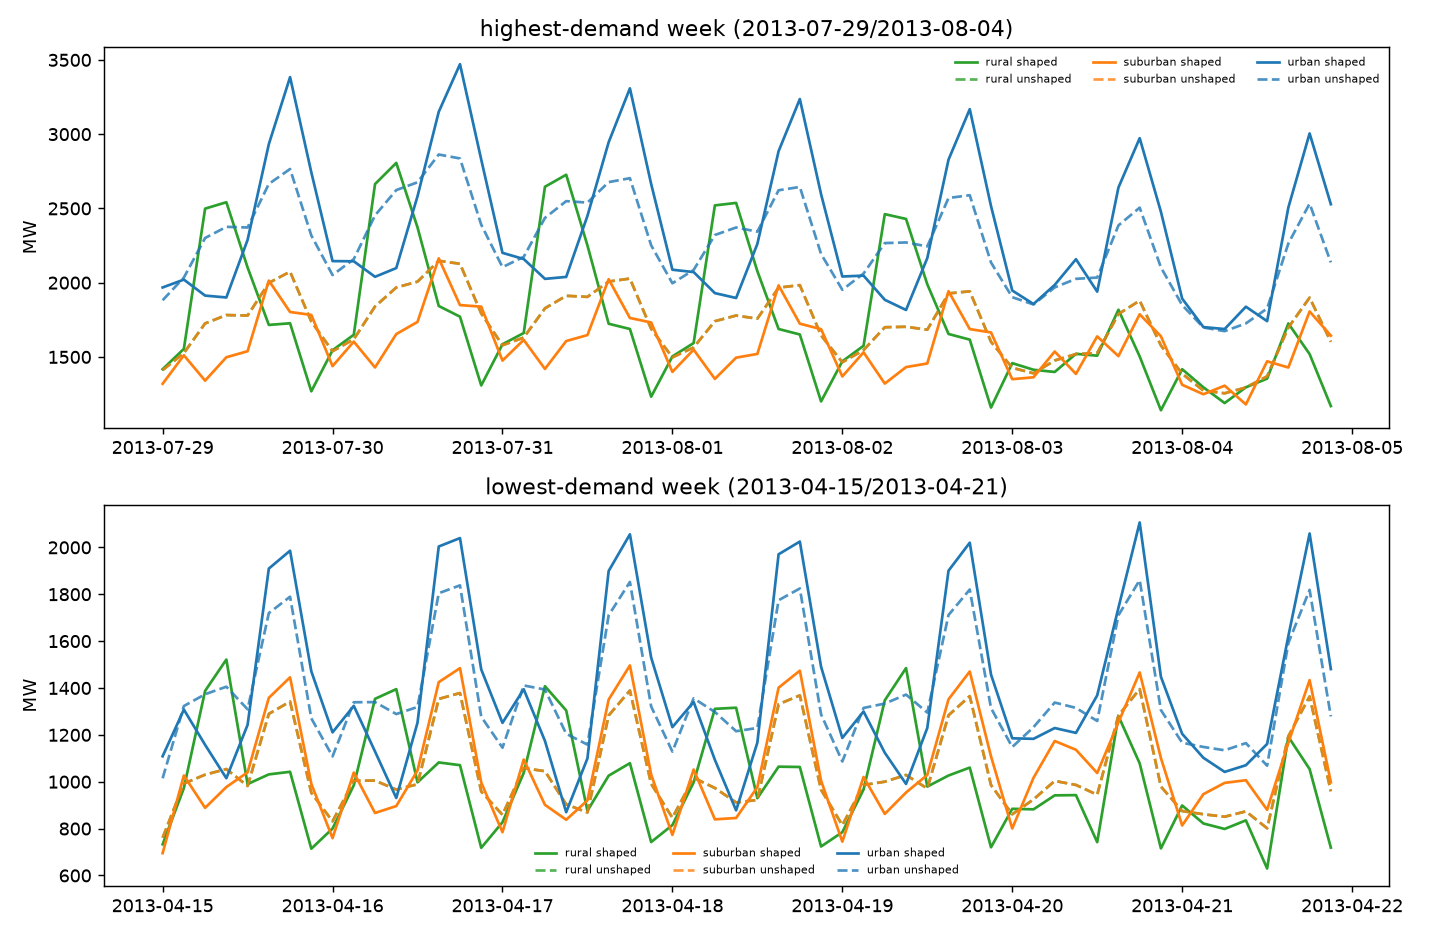 highest-demand week (2013-07-29/2013-08-04)
3500
3000
2500
2000
1500
MW
rural shaped
rural unshaped
suburban shaped
suburban unshaped
urban shaped
urban unshaped
2013-07-29
2013-07-30
2013-07-31
2013-08-01
2013-08-02
2013-08-03
2013-08-04
2013-08-05
lowest-demand week (2013-04-15/2013-04-21)
2000
1800
1600
1400
1200
1000
800
600
MW
rural shaped
rural unshaped
suburban shaped
suburban unshaped
urban shaped
urban unshaped
2013-04-15
2013-04-16
2013-04-17
2013-04-18
2013-04-19
2013-04-20
2013-04-21
2013-04-22